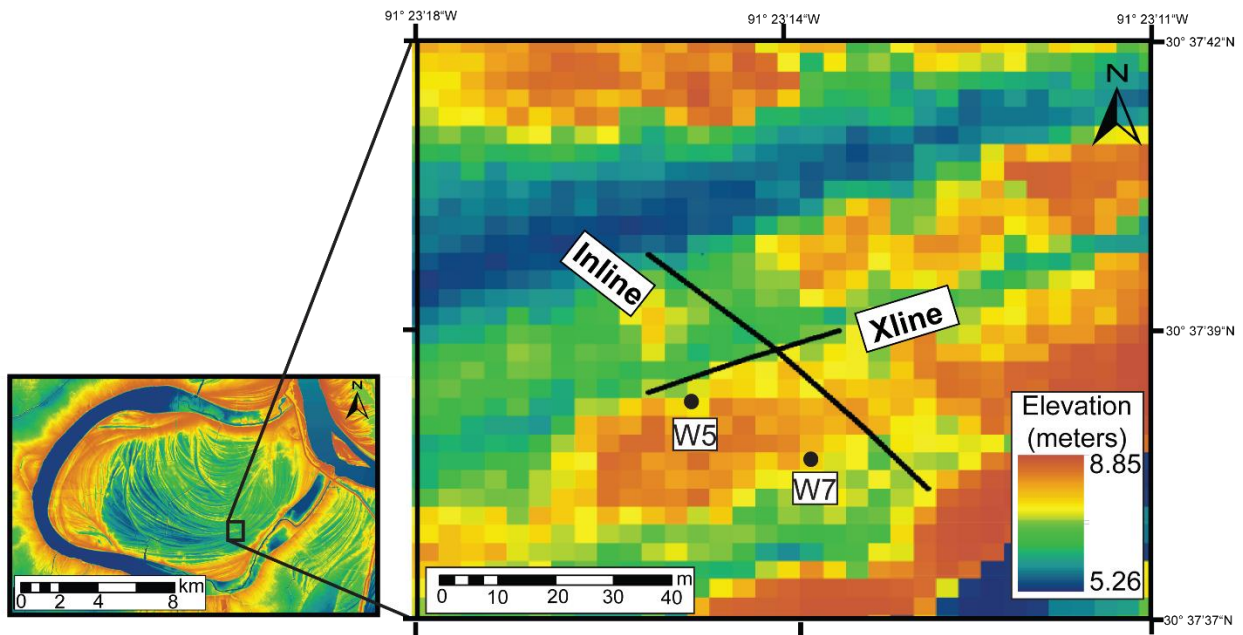 91° 23'18"W
91° 23'14"W
91° 23'11"W
30° 37'42"N
N
Inline
Xline
30° 37'39"N
W5
W7
Elevation
(meters)
8.85
5.26
m
0 10 20 30 40
30° 37'37"N
N
km
0 2 4 8